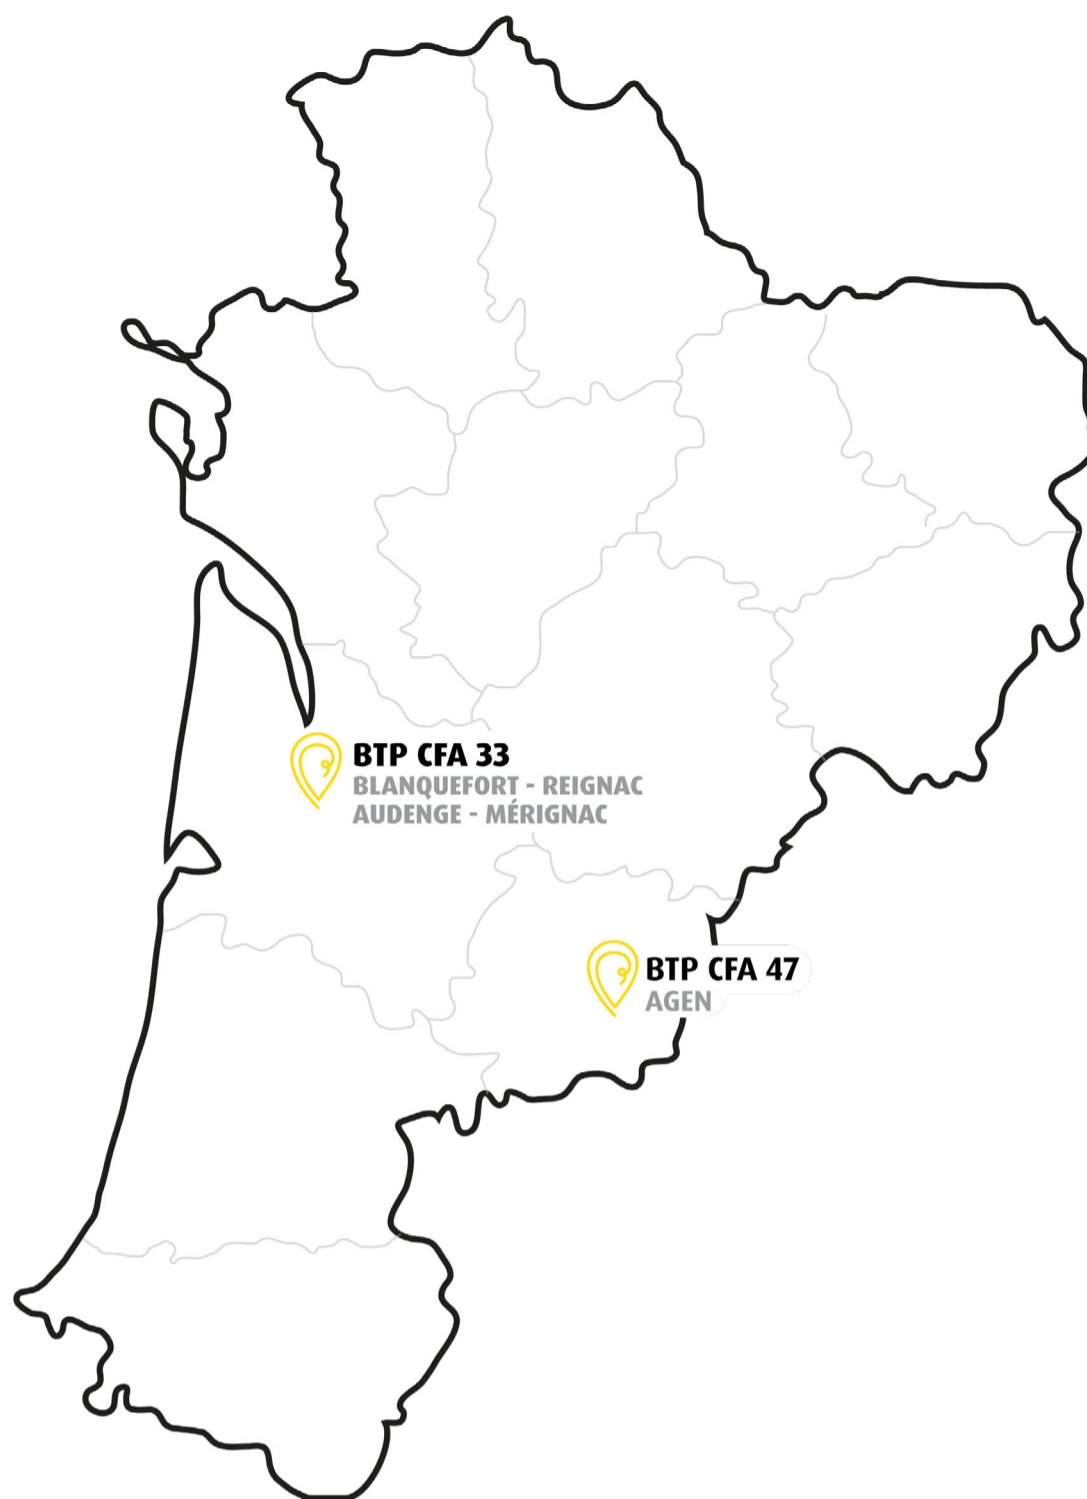 BTP CFA 33
BLANQUEFORT - REIGNAC
AUDENGE - MÉRIGNAC
BTP CFA 47
AGEN